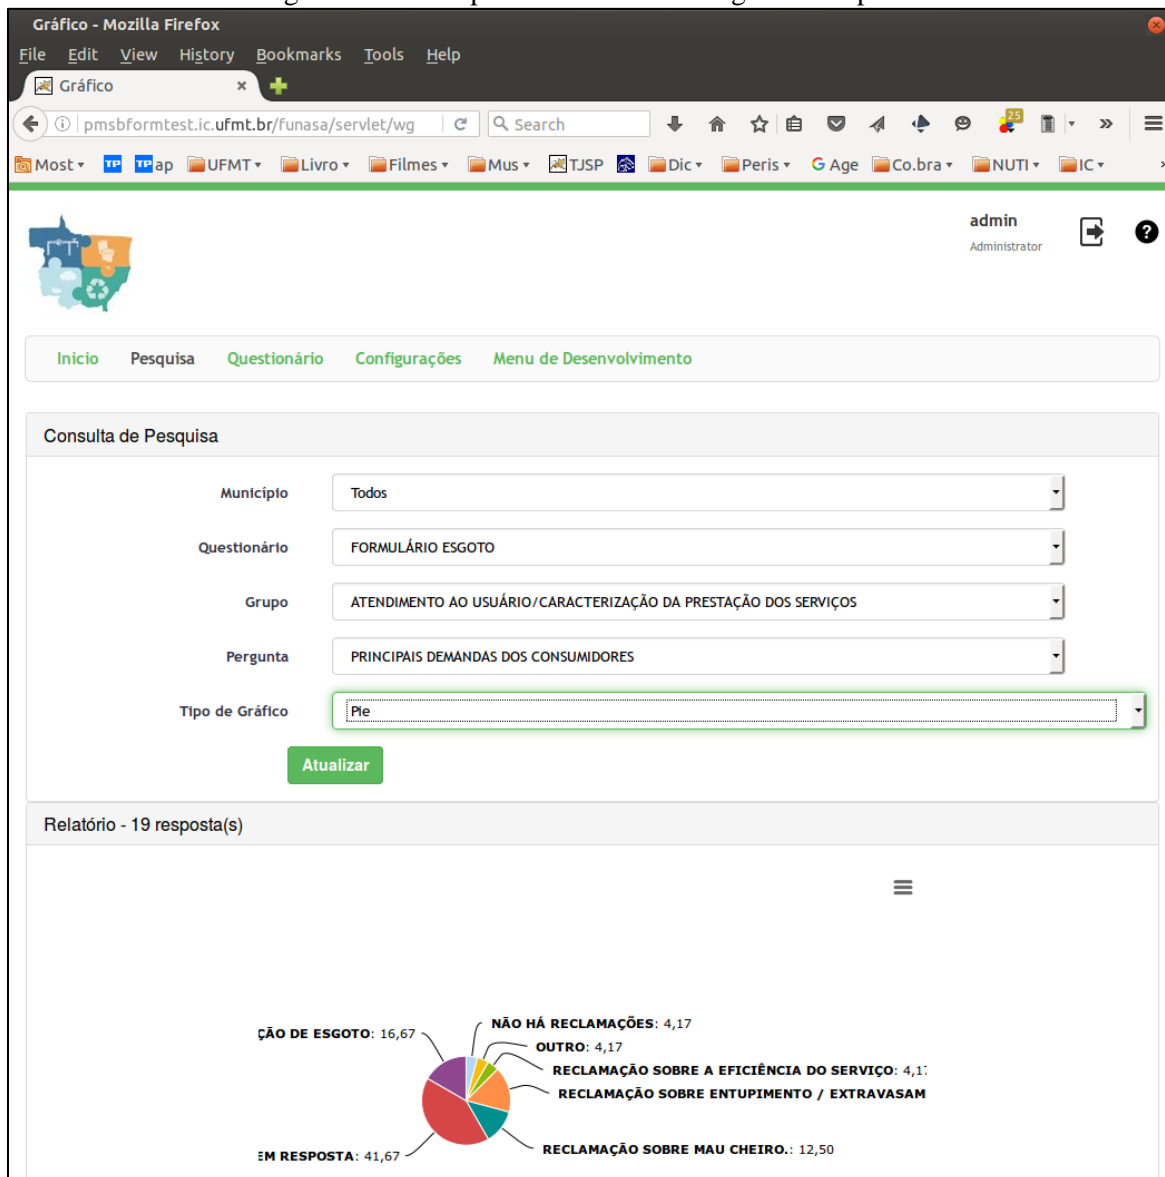 Gráfico - Mozilla Firefox
File Edit View History Bookmarks Tools Help
Gráfico
pmsbformtest.ic.ufmt.br/funasa/servlet/wg Search 25
Most TP TP ap UFMT Livro Filmes Mus TJSP Dic Peris G Age Co.bra NUTI IC
admin
Administrator
Inicio Pesquisa Questionário Configurações Menu de Desenvolvimento
Consulta de Pesquisa
Município Todos
Questionário FORMULÁRIO ESGOTO
Grupo ATENDIMENTO AO USUÁRIO/CARACTERIZAÇÃO DA PRESTAÇÃO DOS SERVIÇOS
Pergunta PRINCIPAIS DEMANDAS DOS CONSUMIDORES
Tipo de Gráfico Pie
Atualizar
Relatório - 19 resposta(s)
NÃO HÁ RECLAMAÇÕES: 4,17
ÇÃO DE ESGOTO: 16,67
OUTRO: 4,17
RECLAMAÇÃO SOBRE A EFICIÊNCIA DO SERVIÇO: 4,17
RECLAMAÇÃO SOBRE ENTUPIMENTO / EXTRAVASAM
RECLAMAÇÃO SOBRE MAU CHEIRO.: 12,50
EM RESPOSTA: 41,67